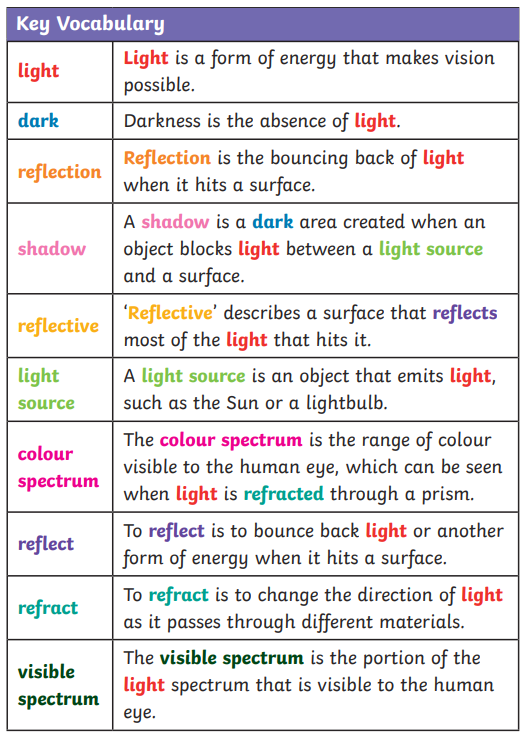 Key Vocabulary
light
Light is a form of energy that makes vision
possible.
dark
Darkness is the absence of light.
reflection
Reflection is the bouncing back of light
when it hits a surface.
shadow
A shadow is a dark area created when an
object blocks light between a light source
and a surface.
reflective
‘Reflective’ describes a surface that reflects
most of the light that hits it.
light
source
A light source is an object that emits light,
such as the Sun or a lightbulb.
colour
spectrum
The colour spectrum is the range of colour
visible to the human eye, which can be seen
when light is refracted through a prism.
reflect
To reflect is to bounce back light or another
form of energy when it hits a surface.
refract
To refract is to change the direction of light
as it passes through different materials.
visible
spectrum
The visible spectrum is the portion of the
light spectrum that is visible to the human
eye.